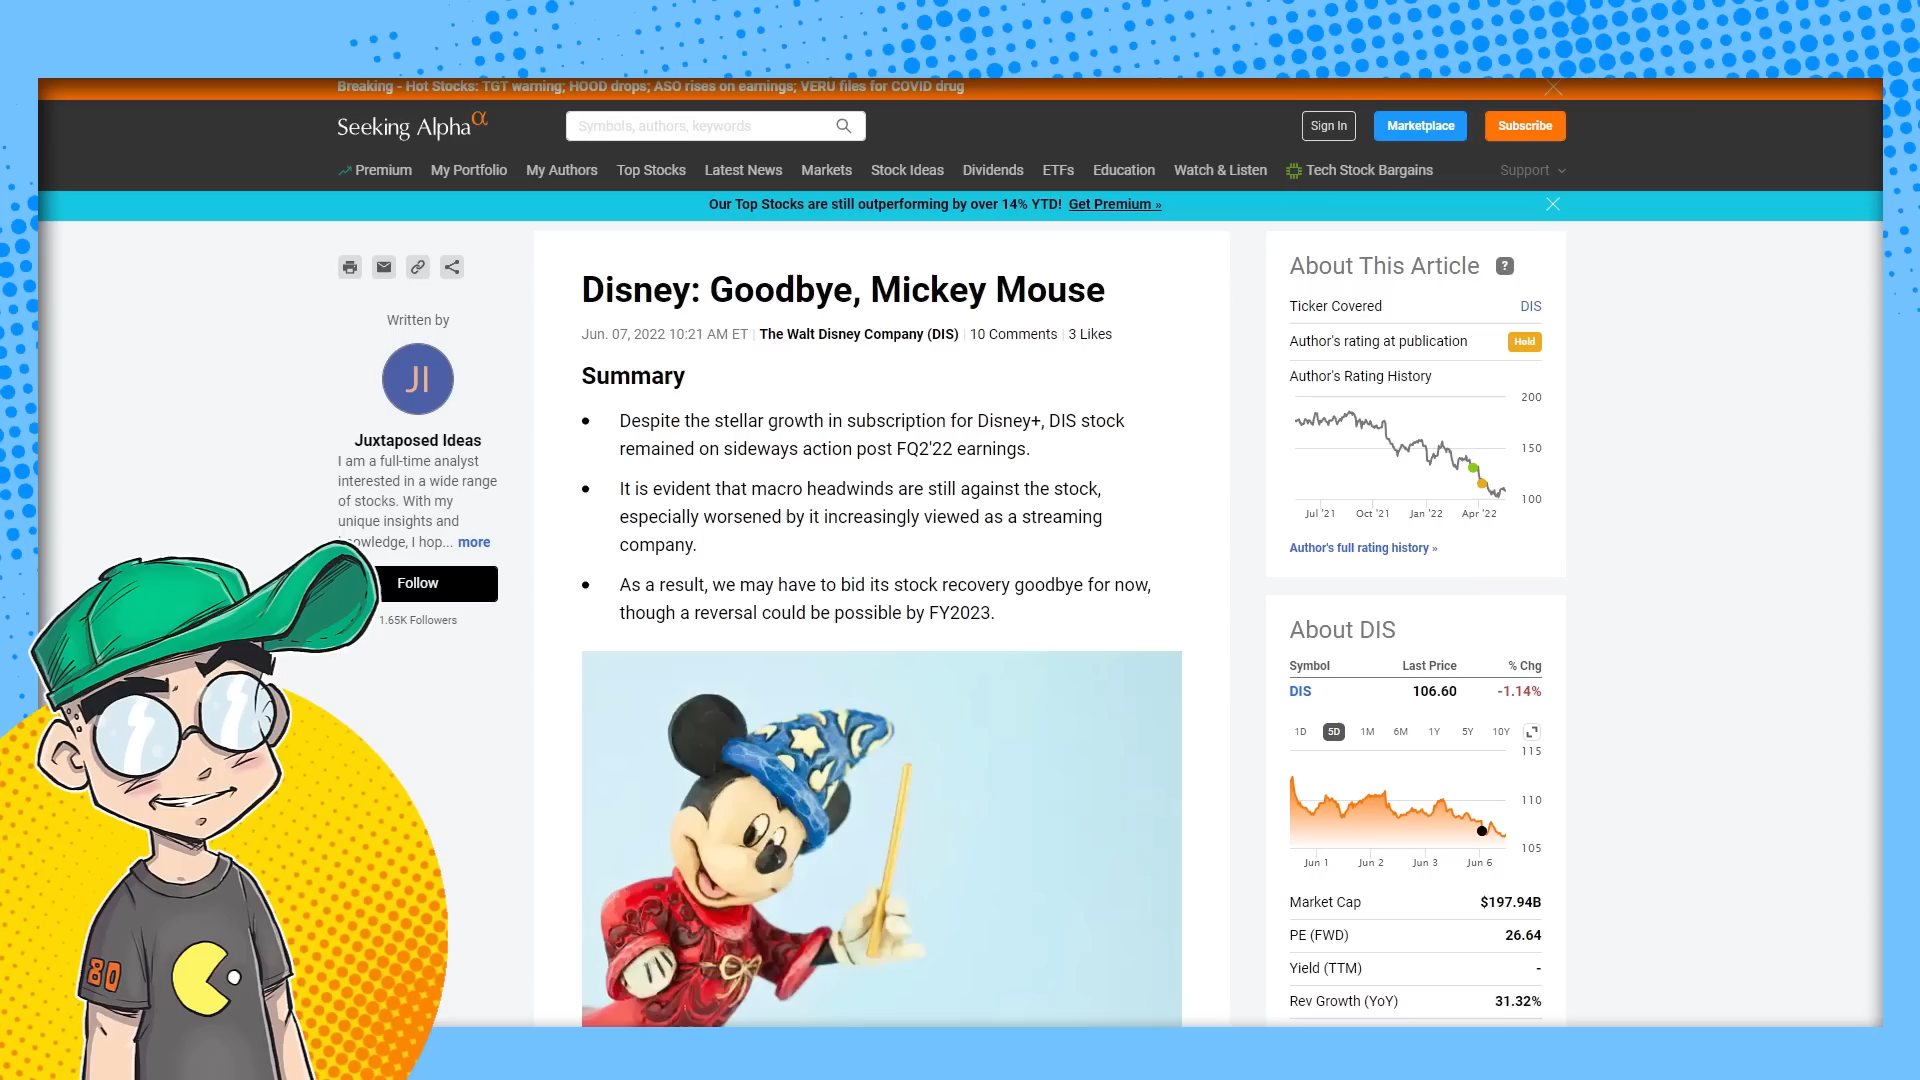 Breaking - Hot Stocks: TGT warning; HOOD drops; ASO rises on earnings; VERU files for COVID drug
Seeking Alpha α
Symbols, authors, keywords
Sign In
Marketplace
Subscribe
Premium My Portfolio My Authors Top Stocks Latest News Markets Stock Ideas Dividends ETFs Education Watch & Listen Tech Stock Bargains Support
Our Top Stocks are still outperforming by over 14% YTD! Get Premium »
Written by
JI
Juxtaposed Ideas
I am a full-time analyst
interested in a wide range
of stocks. With my
unique insights and
knowledge, I hop... more
Follow
1.65K Followers
Disney: Goodbye, Mickey Mouse
Jun. 07, 2022 10:21 AM ET | The Walt Disney Company (DIS) | 10 Comments | 3 Likes
Summary
• Despite the stellar growth in subscription for Disney+, DIS stock
remained on sideways action post FQ2'22 earnings.
• It is evident that macro headwinds are still against the stock,
especially worsened by it increasingly viewed as a streaming
company.
• As a result, we may have to bid its stock recovery goodbye for now,
though a reversal could be possible by FY2023.
About This Article ?
Ticker Covered DIS
Author's rating at publication Hold
Author's Rating History
200
150
100
Jul '21 Oct '21 Jan '22 Apr '22
Author's full rating history »
About DIS
Symbol Last Price % Chg
DIS 106.60 -1.14%
1D 5D 1M 6M 1Y 5Y 10Y
115
110
105
Jun 1 Jun 2 Jun 3 Jun 6
Market Cap $197.94B
PE (FWD) 26.64
Yield (TTM) -
Rev Growth (YoY) 31.32%
80